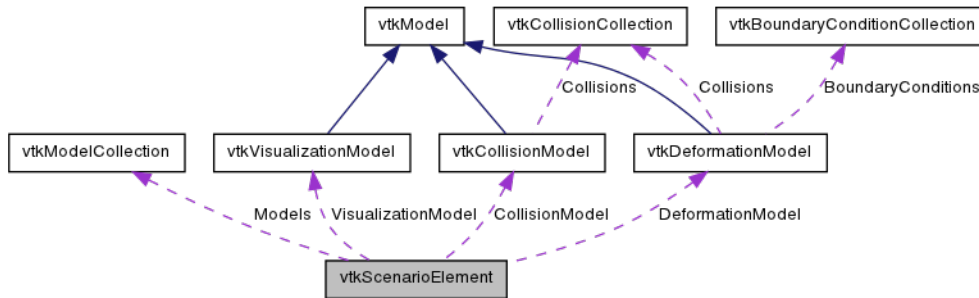 vtkModel vtkCollisionCollection vtkBoundaryConditionCollection
Collisions Collisions BoundaryConditions
vtkModelCollection vtkVisualizationModel vtkCollisionModel vtkDeformationModel
Models VisualizationModel CollisionModel DeformationModel
vtkScenarioElement